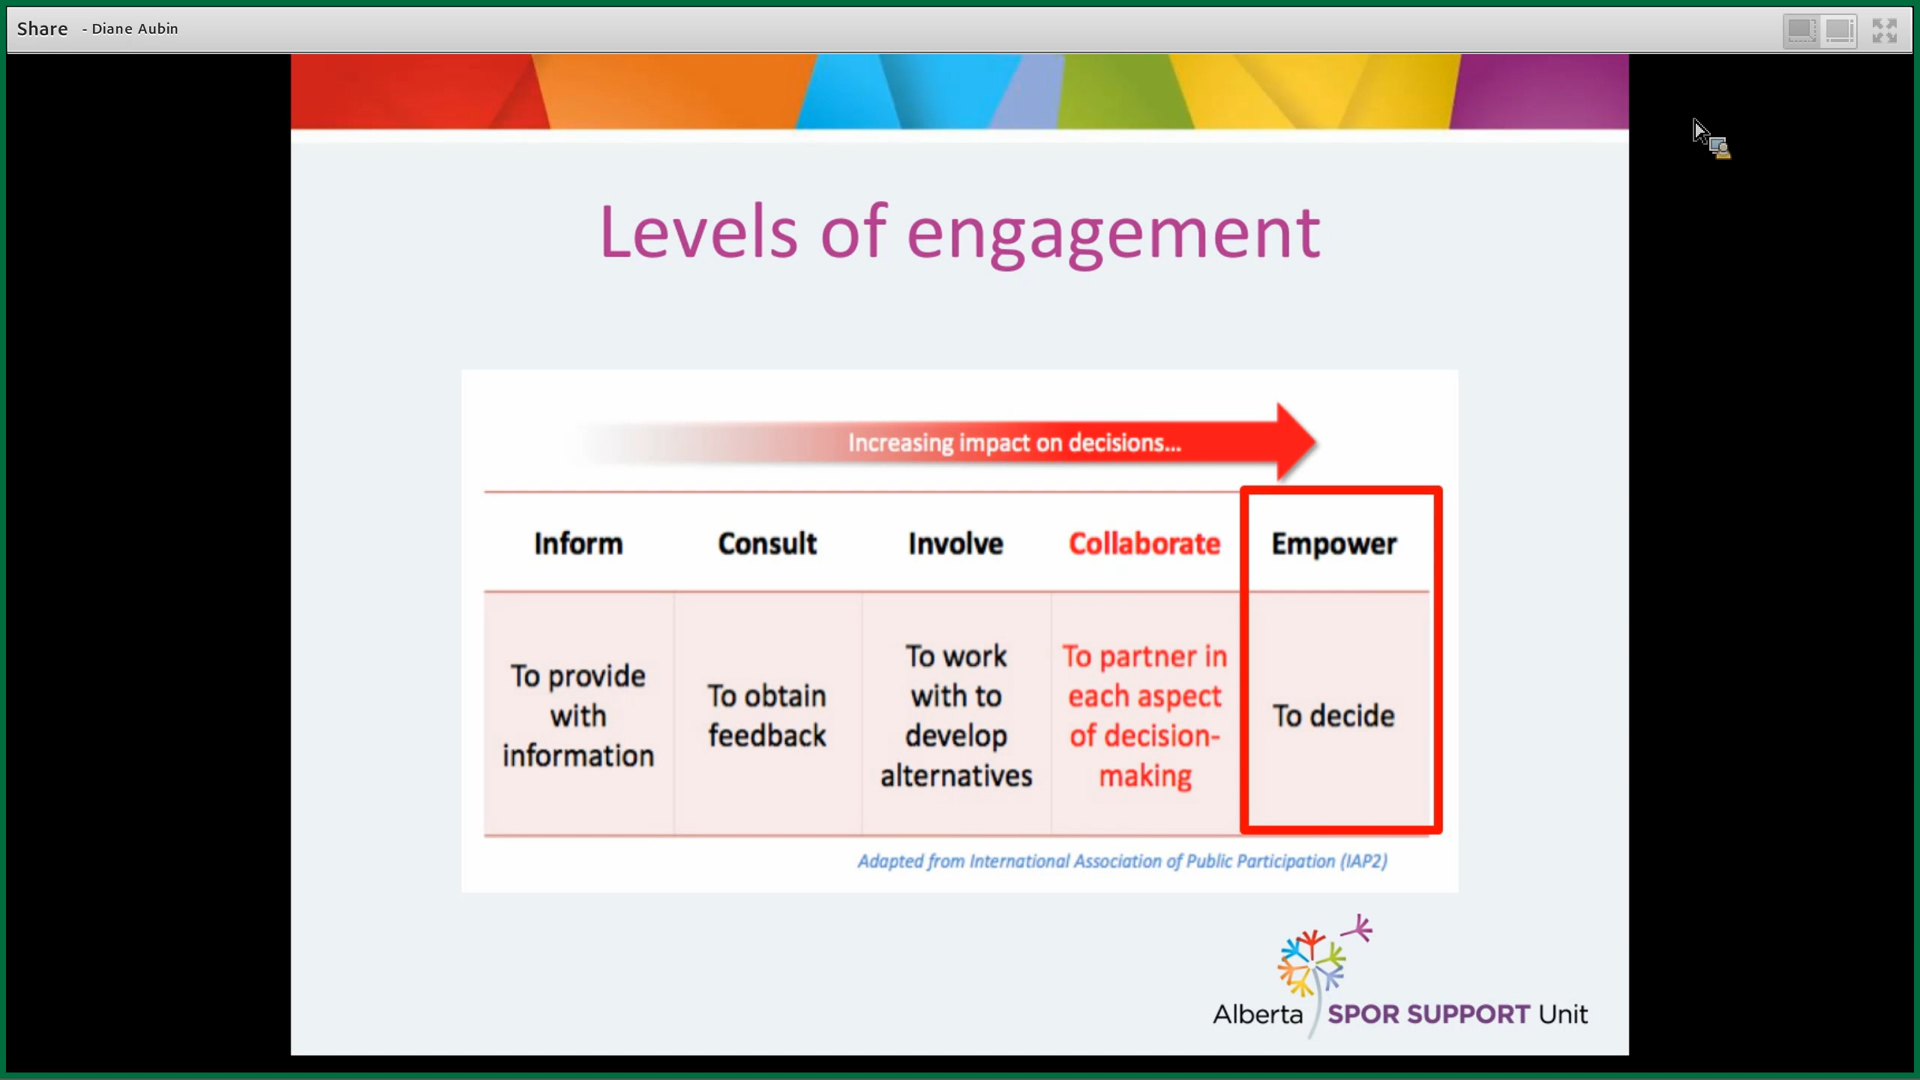 Share - Diane Aubin
Levels of engagement
Increasing impact on decisions...
Inform
Consult
Involve
Collaborate
Empower
To provide
with
information
To obtain
feedback
To work
with to
develop
alternatives
To partner in
each aspect
of decision-
making
To decide
Adapted from International Association of Public Participation (IAP2)
Alberta SPOR SUPPORT Unit